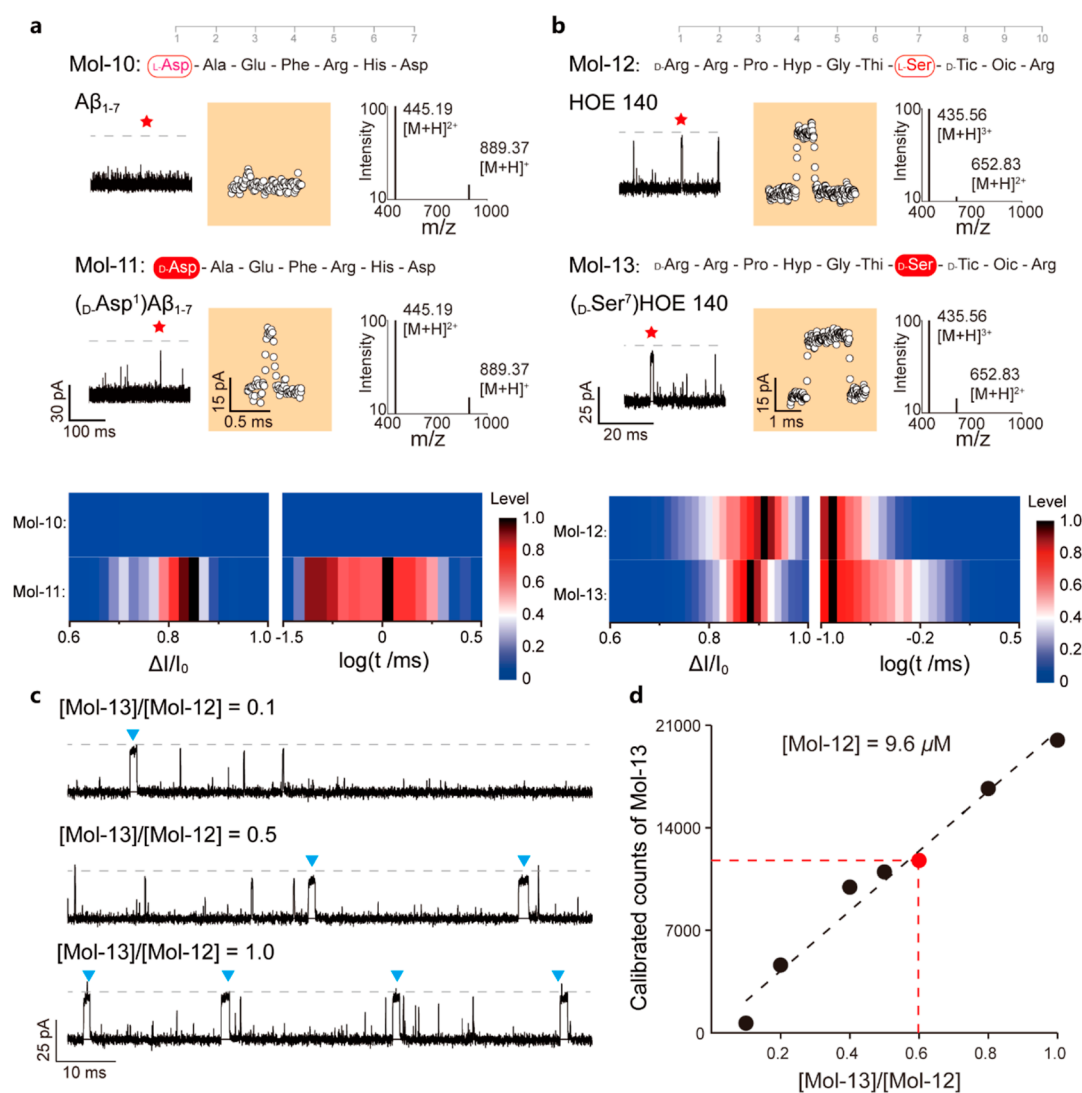 a
1 2 3 4 5 6 7
Mol-10: L-Asp - Ala - Glu - Phe - Arg - His - Asp
Aβ1-7
100
10
Intensity
445.19
[M+H]2+
889.37
[M+H]+
400 700 1000
m/z
Mol-11: D-Asp - Ala - Glu - Phe - Arg - His - Asp
(D-Asp1)Aβ1-7
30 pA
100 ms
15 pA
0.5 ms
100
10
Intensity
445.19
[M+H]2+
889.37
[M+H]+
400 700 1000
m/z
Mol-10:
Mol-11:
0.6 0.8 1.0
ΔI/I0
-1.5 0 0.5
log(t /ms)
Level
1.0
0.8
0.6
0.4
0.2
0
b
1 2 3 4 5 6 7 8 9 10
Mol-12: D-Arg - Arg - Pro - Hyp - Gly - Thi - L-Ser - D-Tic - Oic - Arg
HOE 140
100
10
Intensity
435.56
[M+H]3+
652.83
[M+H]2+
400 700 1000
m/z
Mol-13: D-Arg - Arg - Pro - Hyp - Gly - Thi - D-Ser - D-Tic - Oic - Arg
(D-Ser7)HOE 140
25 pA
20 ms
15 pA
1 ms
100
10
Intensity
435.56
[M+H]3+
652.83
[M+H]2+
400 700 1000
m/z
Mol-12:
Mol-13:
0.6 0.8 1.0
ΔI/I0
-1.0 -0.2 0.5
log(t /ms)
Level
1.0
0.8
0.6
0.4
0.2
0
c
[Mol-13]/[Mol-12] = 0.1
[Mol-13]/[Mol-12] = 0.5
[Mol-13]/[Mol-12] = 1.0
25 pA
10 ms
d
[Mol-12] = 9.6 μM
Calibrated counts of Mol-13
21000
14000
7000
0
0.2 0.4 0.6 0.8 1.0
[Mol-13]/[Mol-12]